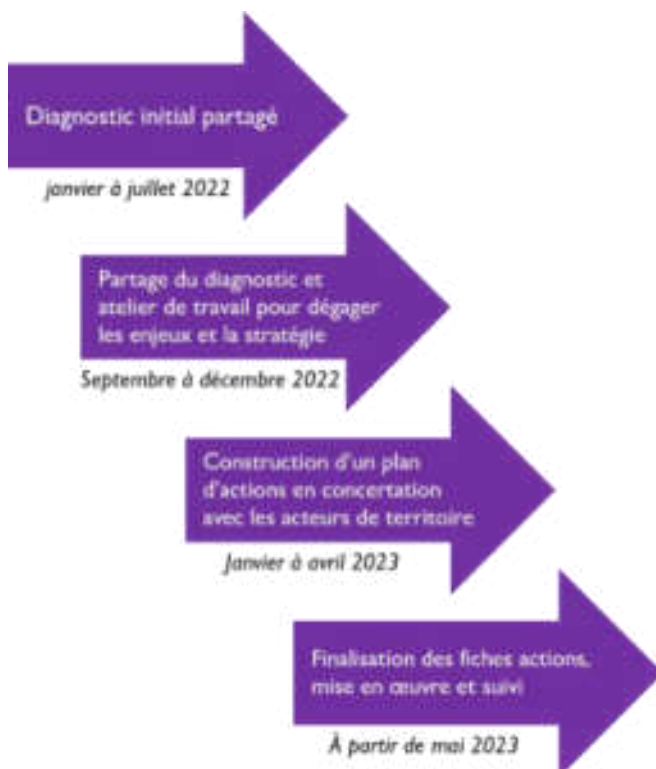 Diagnostic initial partagé
janvier à juillet 2022
Partage du diagnostic et
atelier de travail pour dégager
les enjeux et la stratégie
Septembre à décembre 2022
Construction d'un plan
d'actions en concertation
avec les acteurs de territoire
Janvier à avril 2023
Finalisation des fiches actions,
mise en œuvre et suivi
À partir de mai 2023